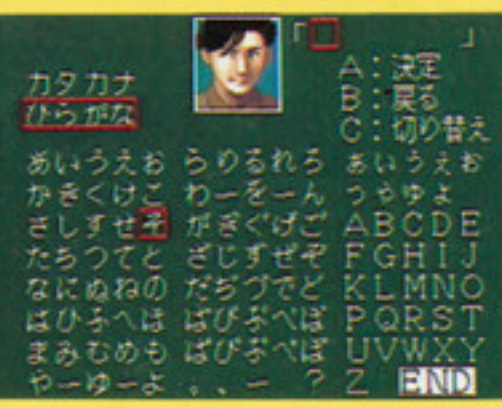 「 」
A：決定
B：戻る
C：切り替え
カタカナ
ひらがな
あいうえお らりるれろ ぁぃぅぇぉ
かきくけこ わーをーん っゃゅょ
さしすせそ がぎぐげご ABCDE
たちつてと ざじずぜぞ FGHIJ
なにぬねの だぢづでど KLMNO
はひふへほ ばびぶべぼ PQRST
まみむめも ぱぴぷぺぽ UVWXY
やーゆーよ 、。ー ? Z END